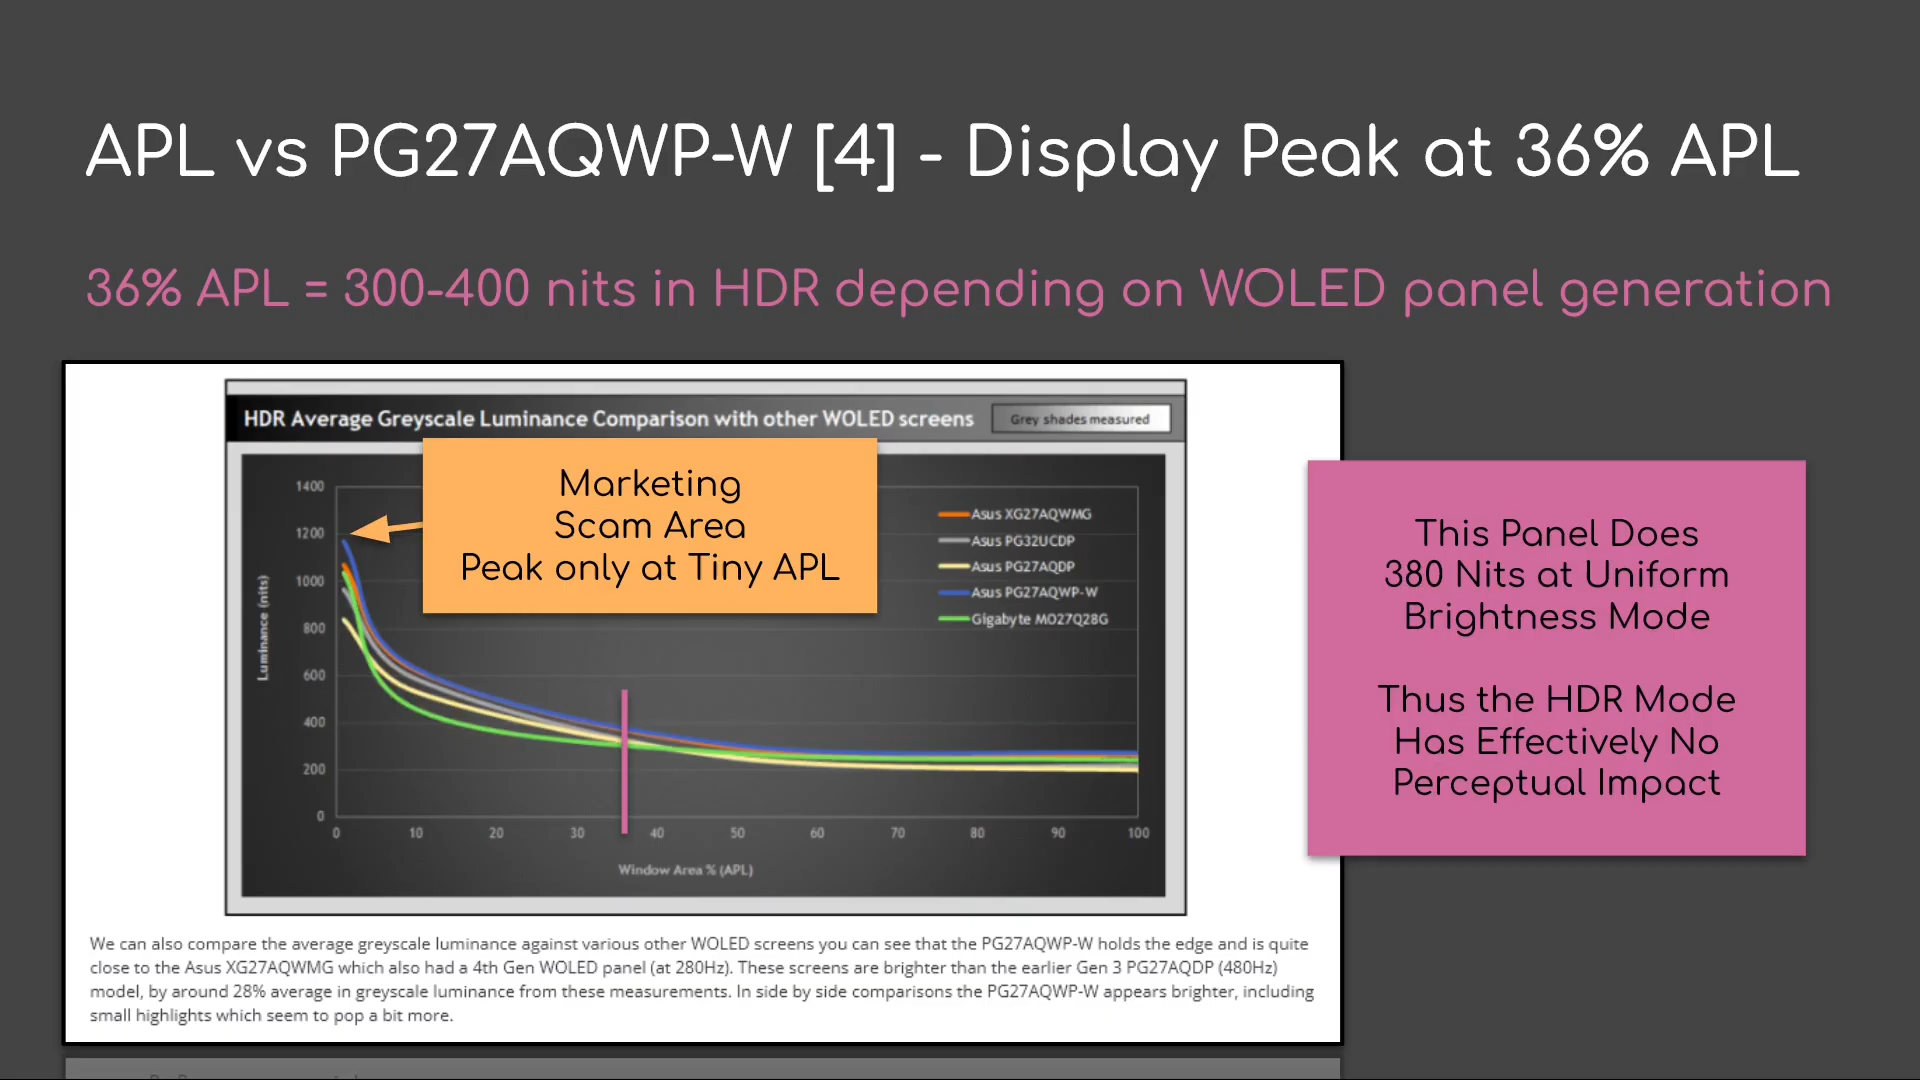 APL vs PG27AQWP-W [4] - Display Peak at 36% APL
36% APL = 300-400 nits in HDR depending on WOLED panel generation
HDR Average Greyscale Luminance Comparison with other WOLED screens
Grey shades measured
Marketing
Scam Area
Peak only at Tiny APL
1400
1200
1000
800
600
400
200
0
Luminance (nits)
Asus XG27AQWMG
Asus PG32UCDP
Asus PG27AQDP
Asus PG27AQWP-W
Gigabyte MO27Q28G
0 10 20 30 40 50 60 70 80 90 100
Window Area % (APL)
This Panel Does
380 Nits at Uniform
Brightness Mode
Thus the HDR Mode
Has Effectively No
Perceptual Impact
We can also compare the average greyscale luminance against various other WOLED screens you can see that the PG27AQWP-W holds the edge and is quite
close to the Asus XG27AQWMG which also had a 4th Gen WOLED panel (at 280Hz). These screens are brighter than the earlier Gen 3 PG27AQDP (480Hz)
model, by around 28% average in greyscale luminance from these measurements. In side by side comparisons the PG27AQWP-W appears brighter, including
small highlights which seem to pop a bit more.